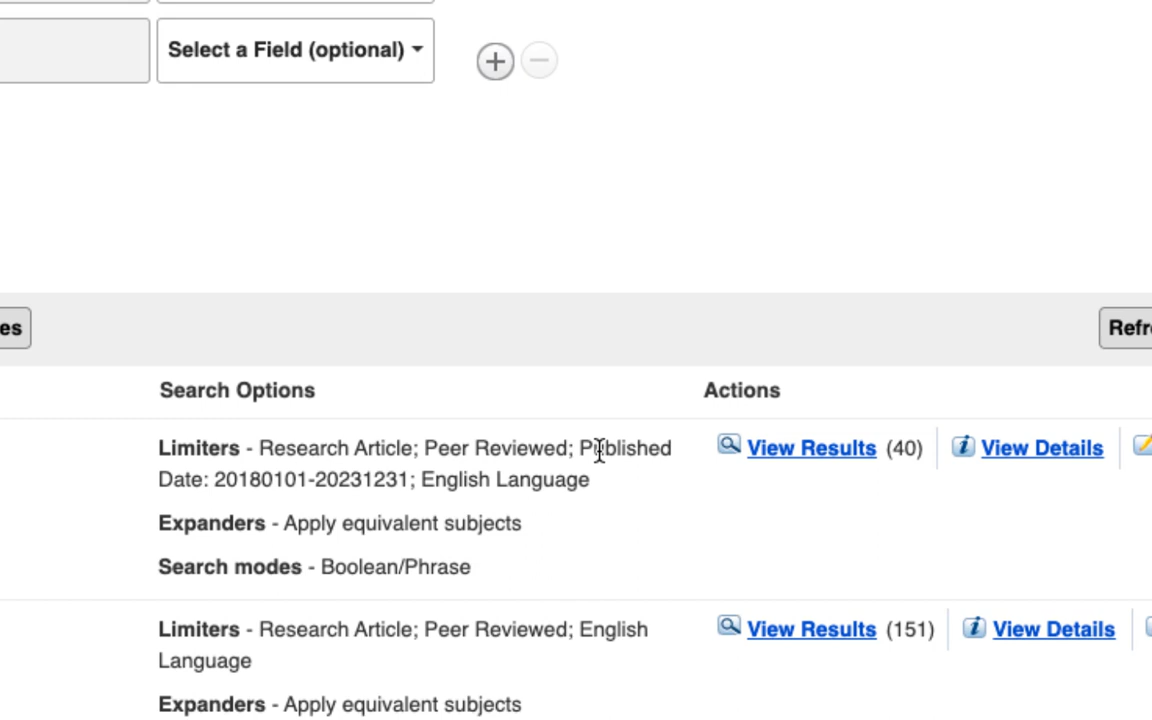 Select a Field (optional)
es
Refr
Search Options Actions
Limiters - Research Article; Peer Reviewed; Published View Results (40) View Details
Date: 20180101-20231231; English Language
Expanders - Apply equivalent subjects
Search modes - Boolean/Phrase
Limiters - Research Article; Peer Reviewed; English View Results (151) View Details
Language
Expanders - Apply equivalent subjects